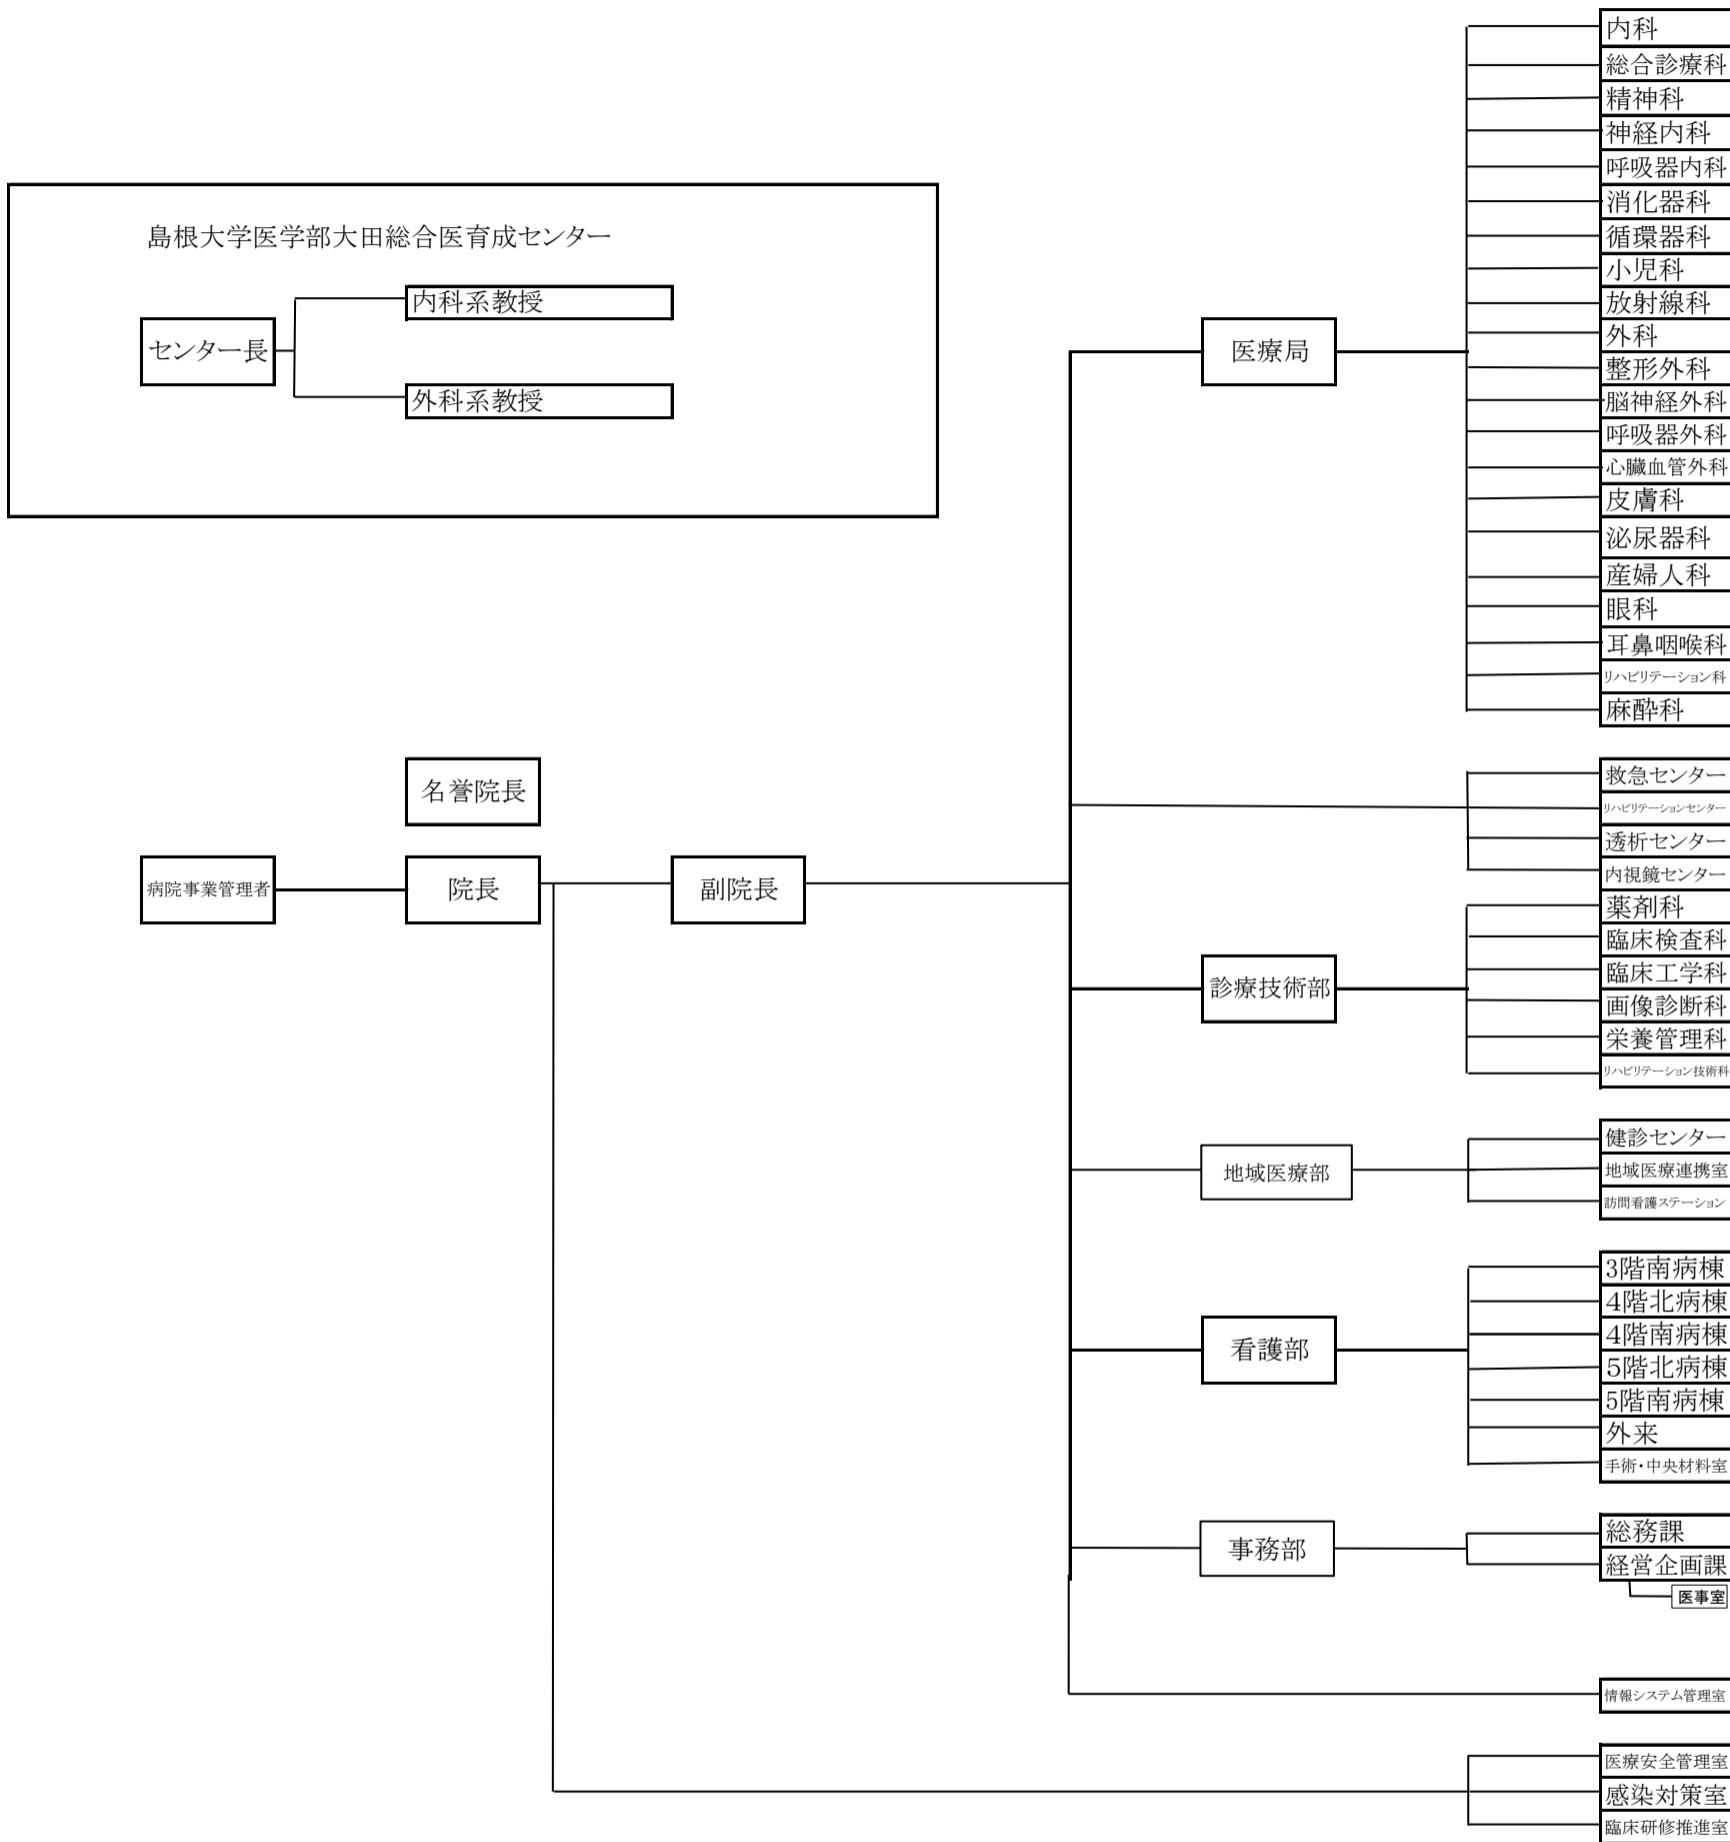 島根大学医学部大田総合医育成センター
センター長
内科系教授
外科系教授
名誉院長
病院事業管理者
院長
副院長
医療局
内科
総合診療科
精神科
神経内科
呼吸器内科
消化器科
循環器科
小児科
放射線科
外科
整形外科
脳神経外科
呼吸器外科
心臓血管外科
皮膚科
泌尿器科
産婦人科
眼科
耳鼻咽喉科
リハビリテーション科
麻酔科
救急センター
リハビリテーションセンター
透析センター
内視鏡センター
診療技術部
薬剤科
臨床検査科
臨床工学科
画像診断科
栄養管理科
リハビリテーション技術科
地域医療部
健診センター
地域医療連携室
訪問看護ステーション
看護部
3階南病棟
4階北病棟
4階南病棟
5階北病棟
5階南病棟
外来
手術・中央材料室
事務部
総務課
経営企画課
医事室
情報システム管理室
医療安全管理室
感染対策室
臨床研修推進室